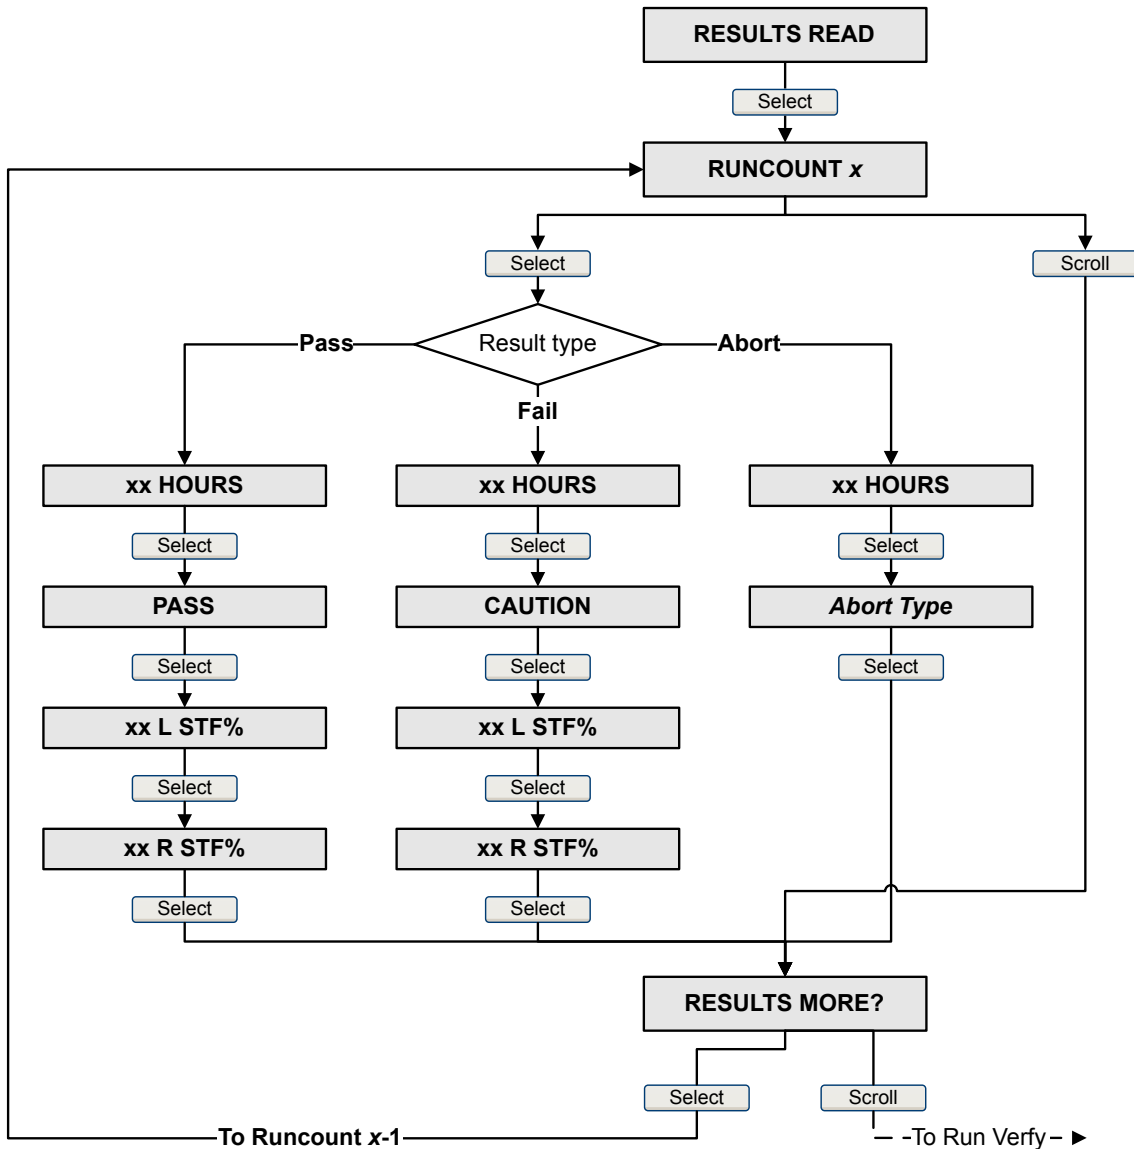 RESULTS READ
Select
RUNCOUNT x
Select
Scroll
Pass
Result type
Abort
Fail
xx HOURS
xx HOURS
xx HOURS
Select
Select
Select
PASS
CAUTION
Abort Type
Select
Select
Select
xx L STF%
xx L STF%
Select
Select
xx R STF%
xx R STF%
Select
Select
RESULTS MORE?
Select
Scroll
To Runcount x-1
To Run Verfy